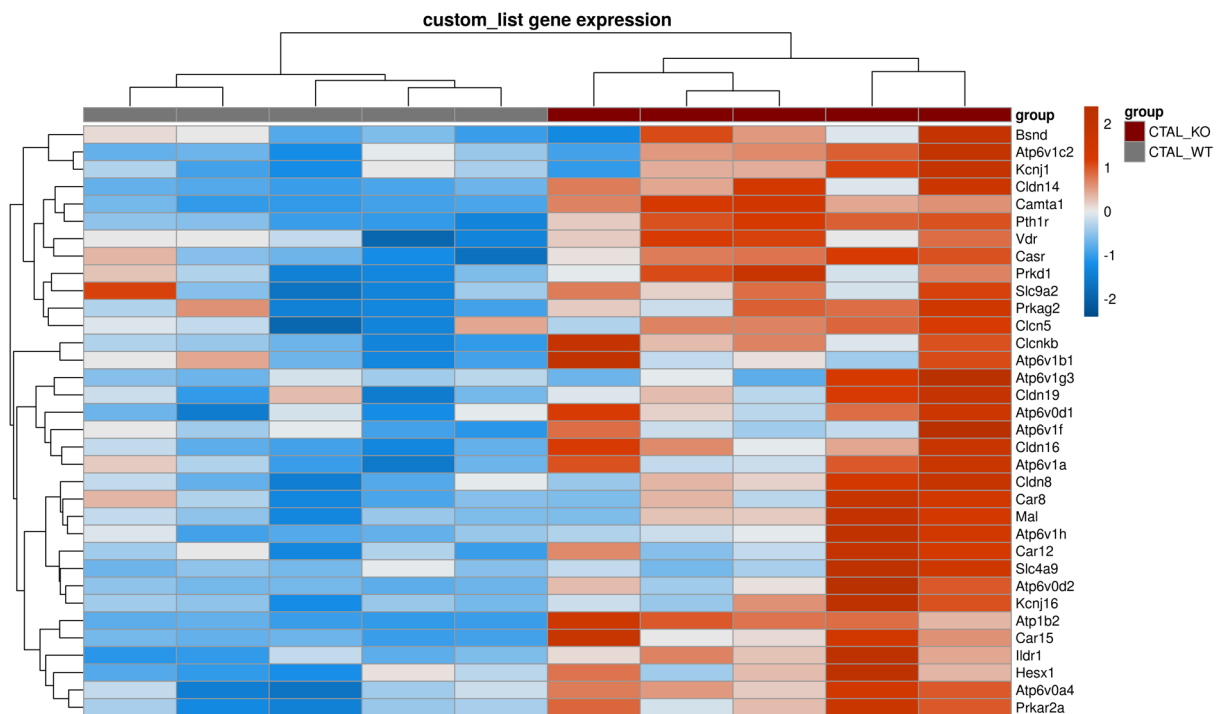 custom_list gene expression
group
Bsnd
Atp6v1c2
Kcnj1
Cldn14
Camta1
Pth1r
Vdr
Casr
Prkd1
Slc9a2
Prkag2
Clcn5
Clcnkb
Atp6v1b1
Atp6v1g3
Cldn19
Atp6v0d1
Atp6v1f
Cldn16
Atp6v1a
Cldn8
Car8
Mal
Atp6v1h
Car12
Slc4a9
Atp6v0d2
Kcnj16
Atp1b2
Car15
Ildr1
Hesx1
Atp6v0a4
Prkar2a
2
1
0
-1
-2
group
CTAL_KO
CTAL_WT